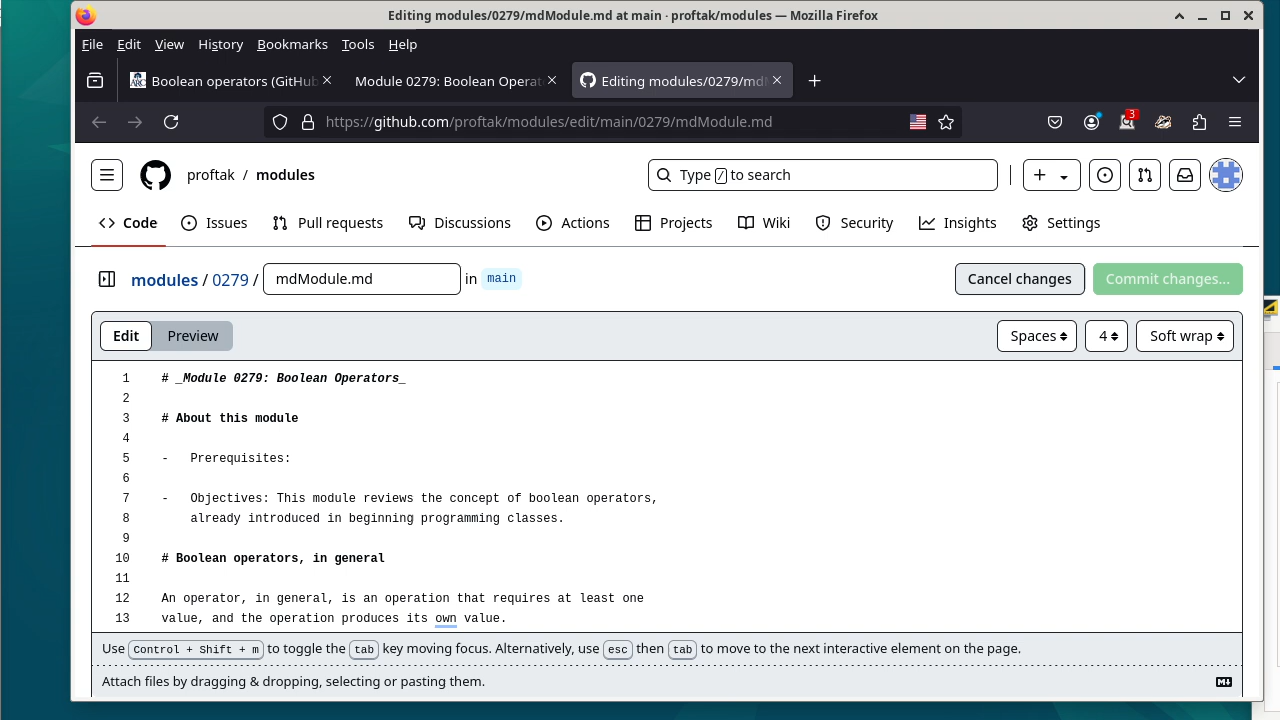 Editing modules/0279/mdModule.md at main · proftak/modules — Mozilla Firefox
File Edit View History Bookmarks Tools Help
Boolean operators (GitHub
Module 0279: Boolean Operat
Editing modules/0279/md
https://github.com/proftak/modules/edit/main/0279/mdModule.md
3
proftak / modules
Type / to search
Code Issues Pull requests Discussions Actions Projects Wiki Security Insights Settings
modules / 0279 / mdModule.md in main
Cancel changes Commit changes...
Edit Preview Spaces 4 Soft wrap
1 # _Module 0279: Boolean Operators_
2
3 # About this module
4
5 - Prerequisites:
6
7 - Objectives: This module reviews the concept of boolean operators,
8 already introduced in beginning programming classes.
9
10 # Boolean operators, in general
11
12 An operator, in general, is an operation that requires at least one
13 value, and the operation produces its own value.
Use Control + Shift + m to toggle the tab key moving focus. Alternatively, use esc then tab to move to the next interactive element on the page.
Attach files by dragging & dropping, selecting or pasting them.